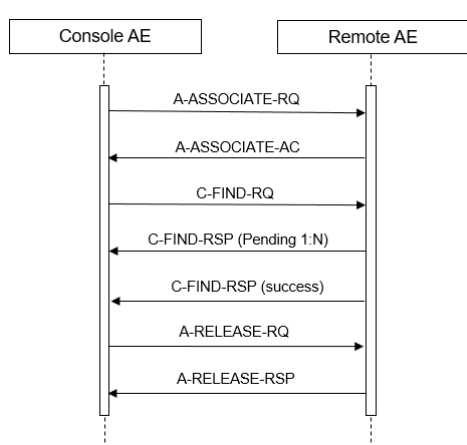 Console AE
Remote AE
A-ASSOCIATE-RQ
A-ASSOCIATE-AC
C-FIND-RQ
C-FIND-RSP (Pending 1:N)
C-FIND-RSP (success)
A-RELEASE-RQ
A-RELEASE-RSP